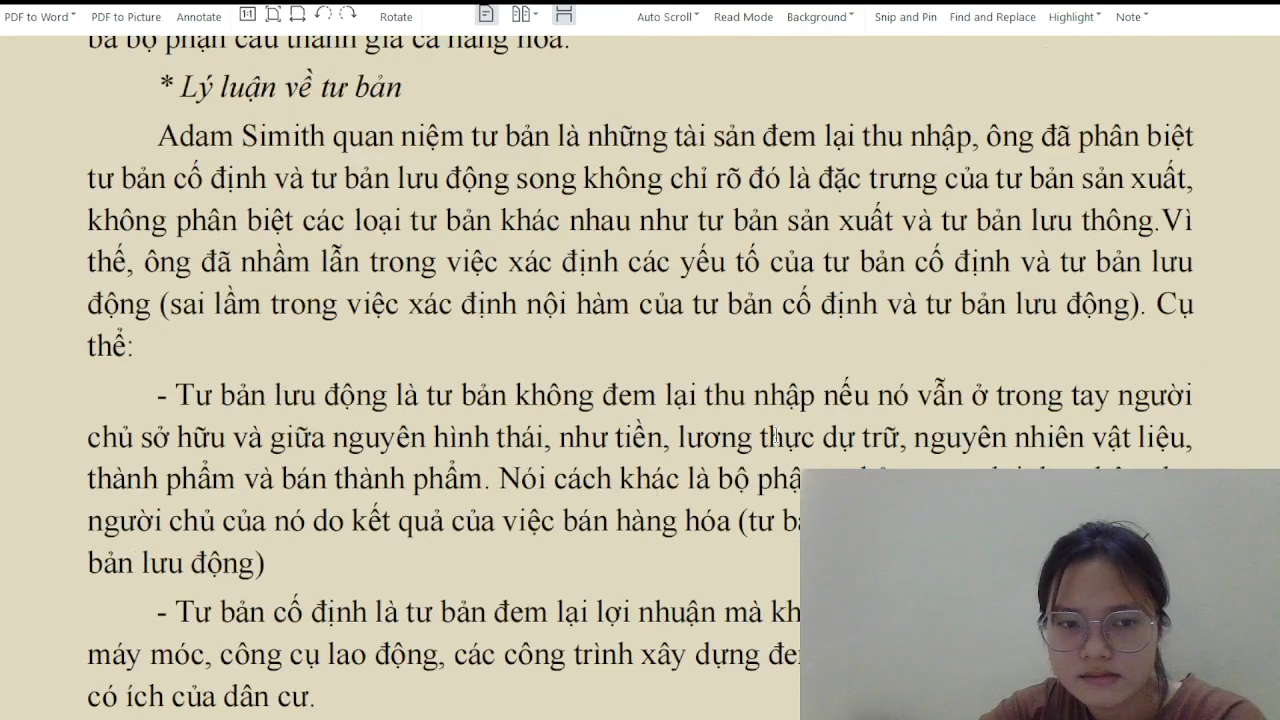 PDF to Word PDF to Picture Annotate 1:1 Rotate Auto Scroll Read Mode Background Snip and Pin Find and Replace Highlight Note
ba bộ phận cấu thành giá cả hàng hóa.
* Lý luận về tư bản
Adam Simith quan niệm tư bản là những tài sản đem lại thu nhập, ông đã phân biệt
tư bản cố định và tư bản lưu động song không chỉ rõ đó là đặc trưng của tư bản sản xuất,
không phân biệt các loại tư bản khác nhau như tư bản sản xuất và tư bản lưu thông.Vì
thế, ông đã nhầm lẫn trong việc xác định các yếu tố của tư bản cố định và tư bản lưu
động (sai lầm trong việc xác định nội hàm của tư bản cố định và tư bản lưu động). Cụ
thể:
- Tư bản lưu động là tư bản không đem lại thu nhập nếu nó vẫn ở trong tay người
chủ sở hữu và giữa nguyên hình thái, như tiền, lương thực dự trữ, nguyên nhiên vật liệu,
thành phẩm và bán thành phẩm. Nói cách khác là bộ
người chủ của nó do kết quả của việc bán hàng hóa (tư
bản lưu động)
- Tư bản cố định là tư bản đem lại lợi nhuận mà
máy móc, công cụ lao động, các công trình xây dựng
có ích của dân cư.